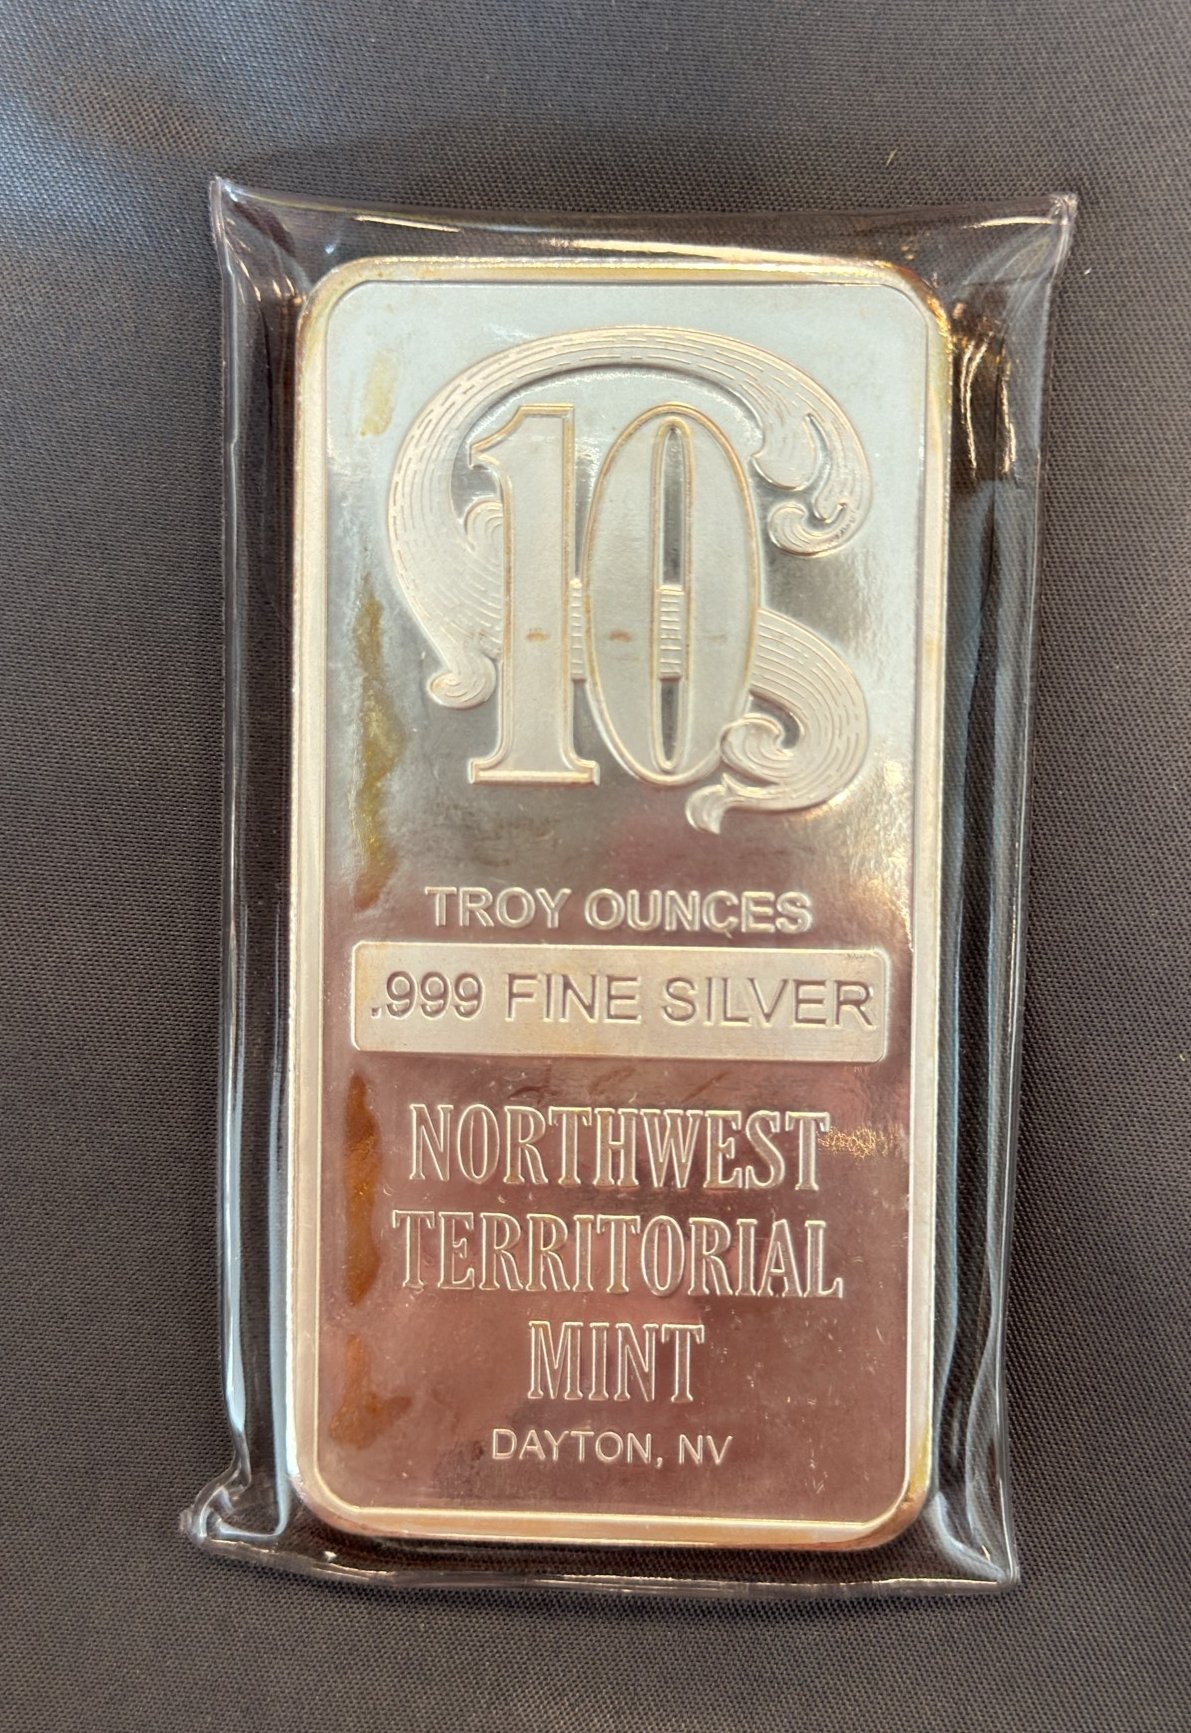 10
TROY OUNCES
.999 FINE SILVER
NORTHWEST
TERRITORIAL
MINT
DAYTON, NV